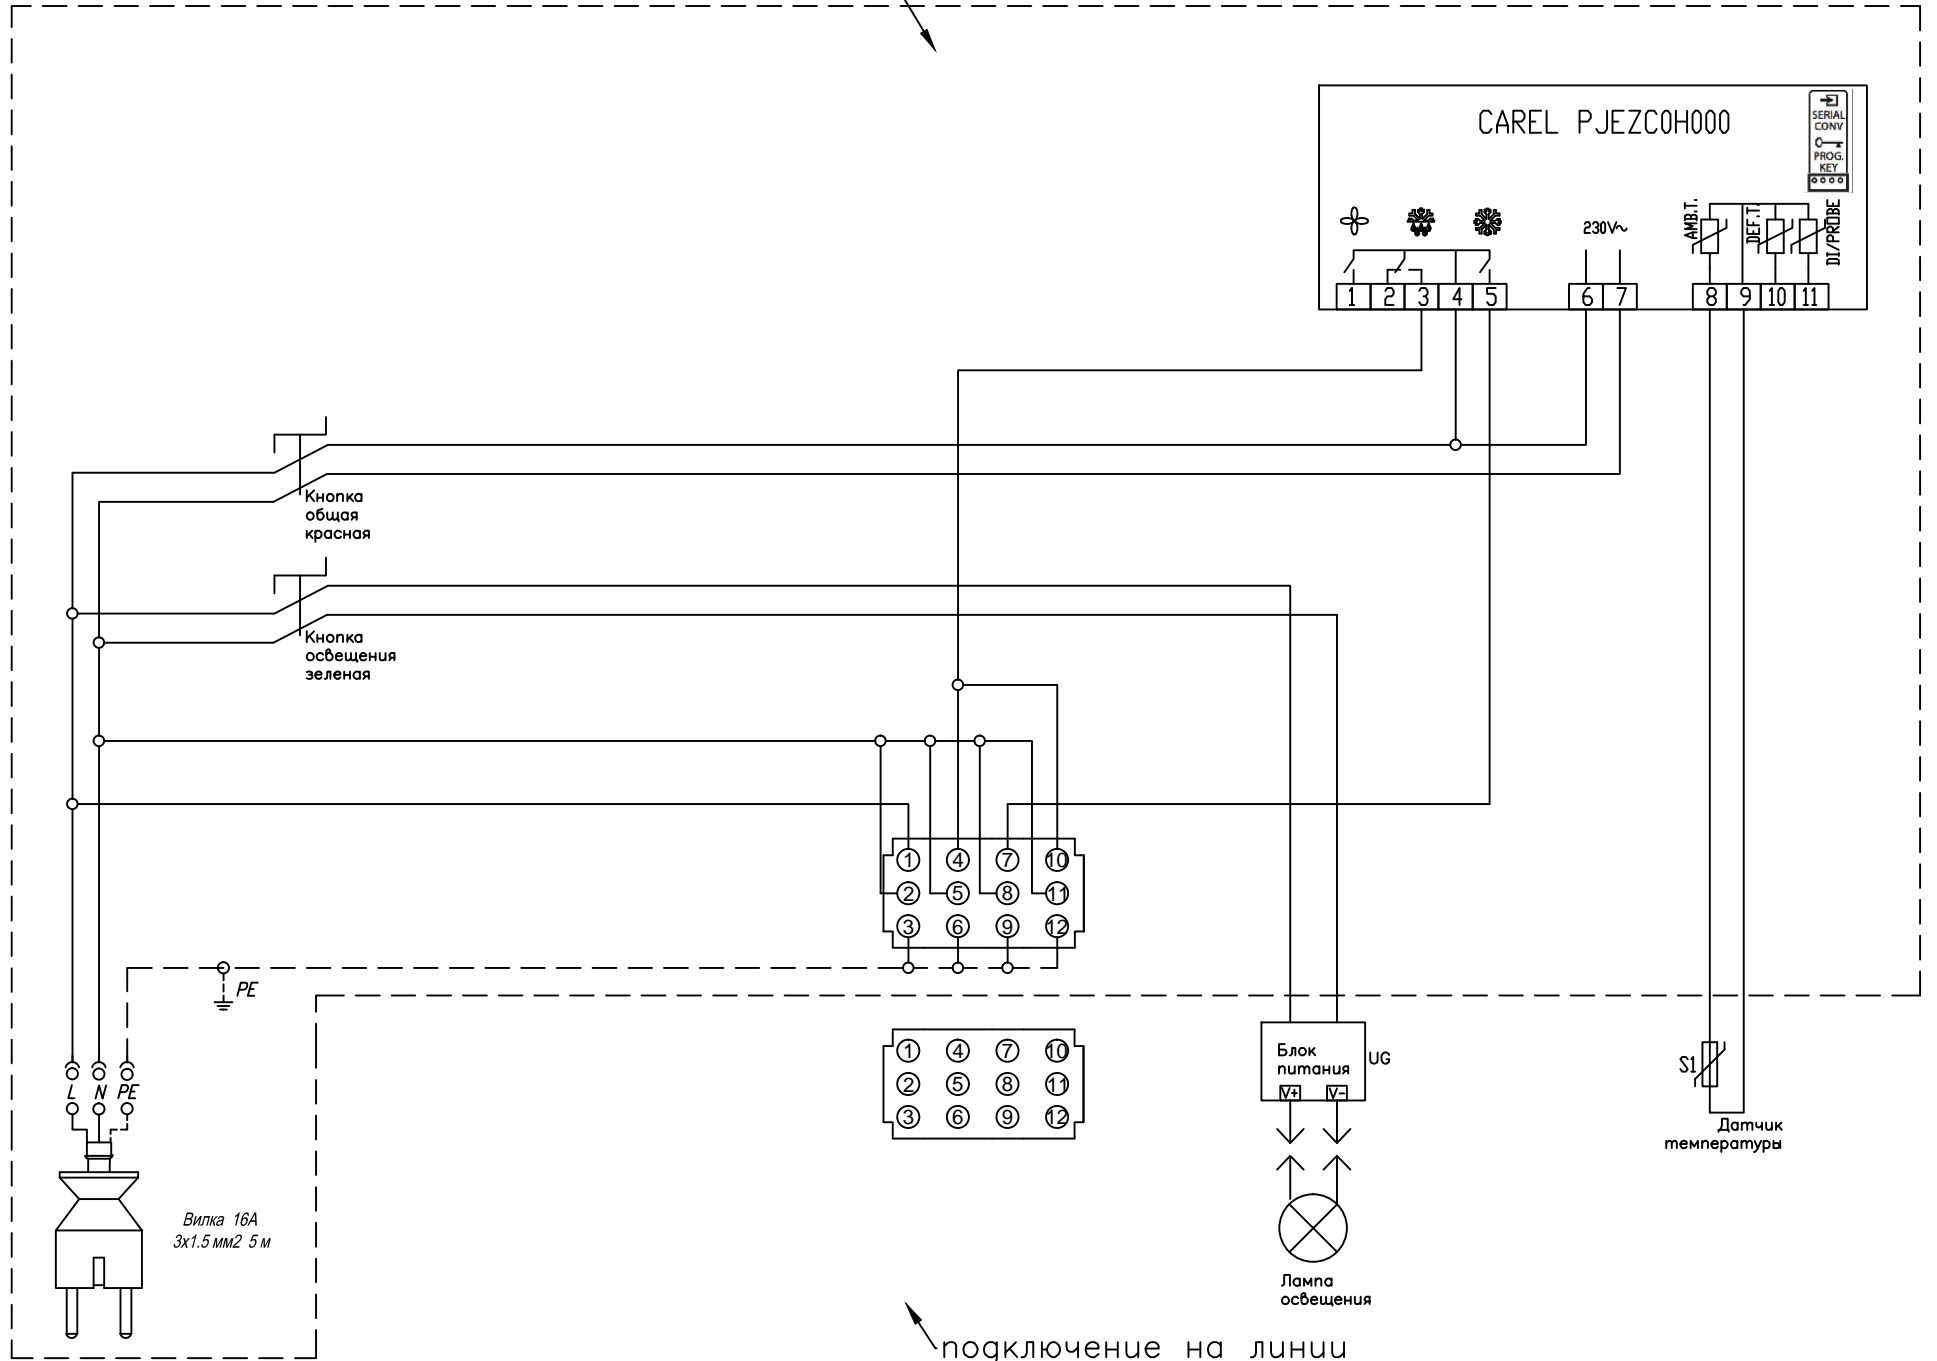 CAREL PJEZC0H000
SERIAL
CONV
PROG.
KEY
AMB.T.
DEF.T.
DI/PROBE
230V~
1 2 3 4 5 6 7 8 9 10 11
Кнопка
общая
красная
Кнопка
освещения
зеленая
1 4 7 10
2 5 8 11
3 6 9 12
PE
1 4 7 10
2 5 8 11
3 6 9 12
Блок
питания
UG
V+ V-
S1
Датчик
температуры
L N PE
Вилка 16А
3х1.5 мм2 5 м
Лампа
освещения
подключение на линии